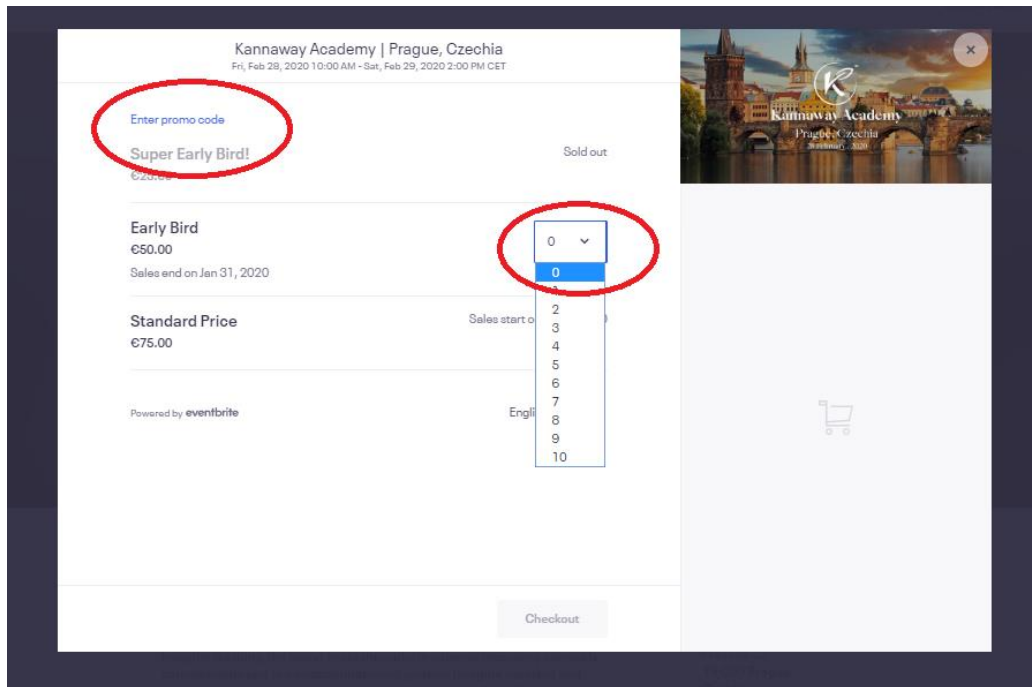 Kannaway Academy | Prague, Czechia
Fri, Feb 28, 2020 10:00 AM - Sat, Feb 29, 2020 2:00 PM CET
Enter promo code
Super Early Bird!
Sold out
Early Bird
€50.00
Sales end on Jan 31, 2020
0
0
1
2
3
4
5
6
7
8
9
10
Standard Price
Sales start
€75.00
Powered by eventbrite
Checkout
K
Kannaway Academy
Prague, Czechia